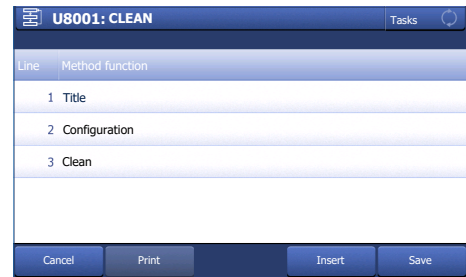 U8001: CLEAN Tasks
Line Method function
1 Title
2 Configuration
3 Clean
Cancel Print Insert Save